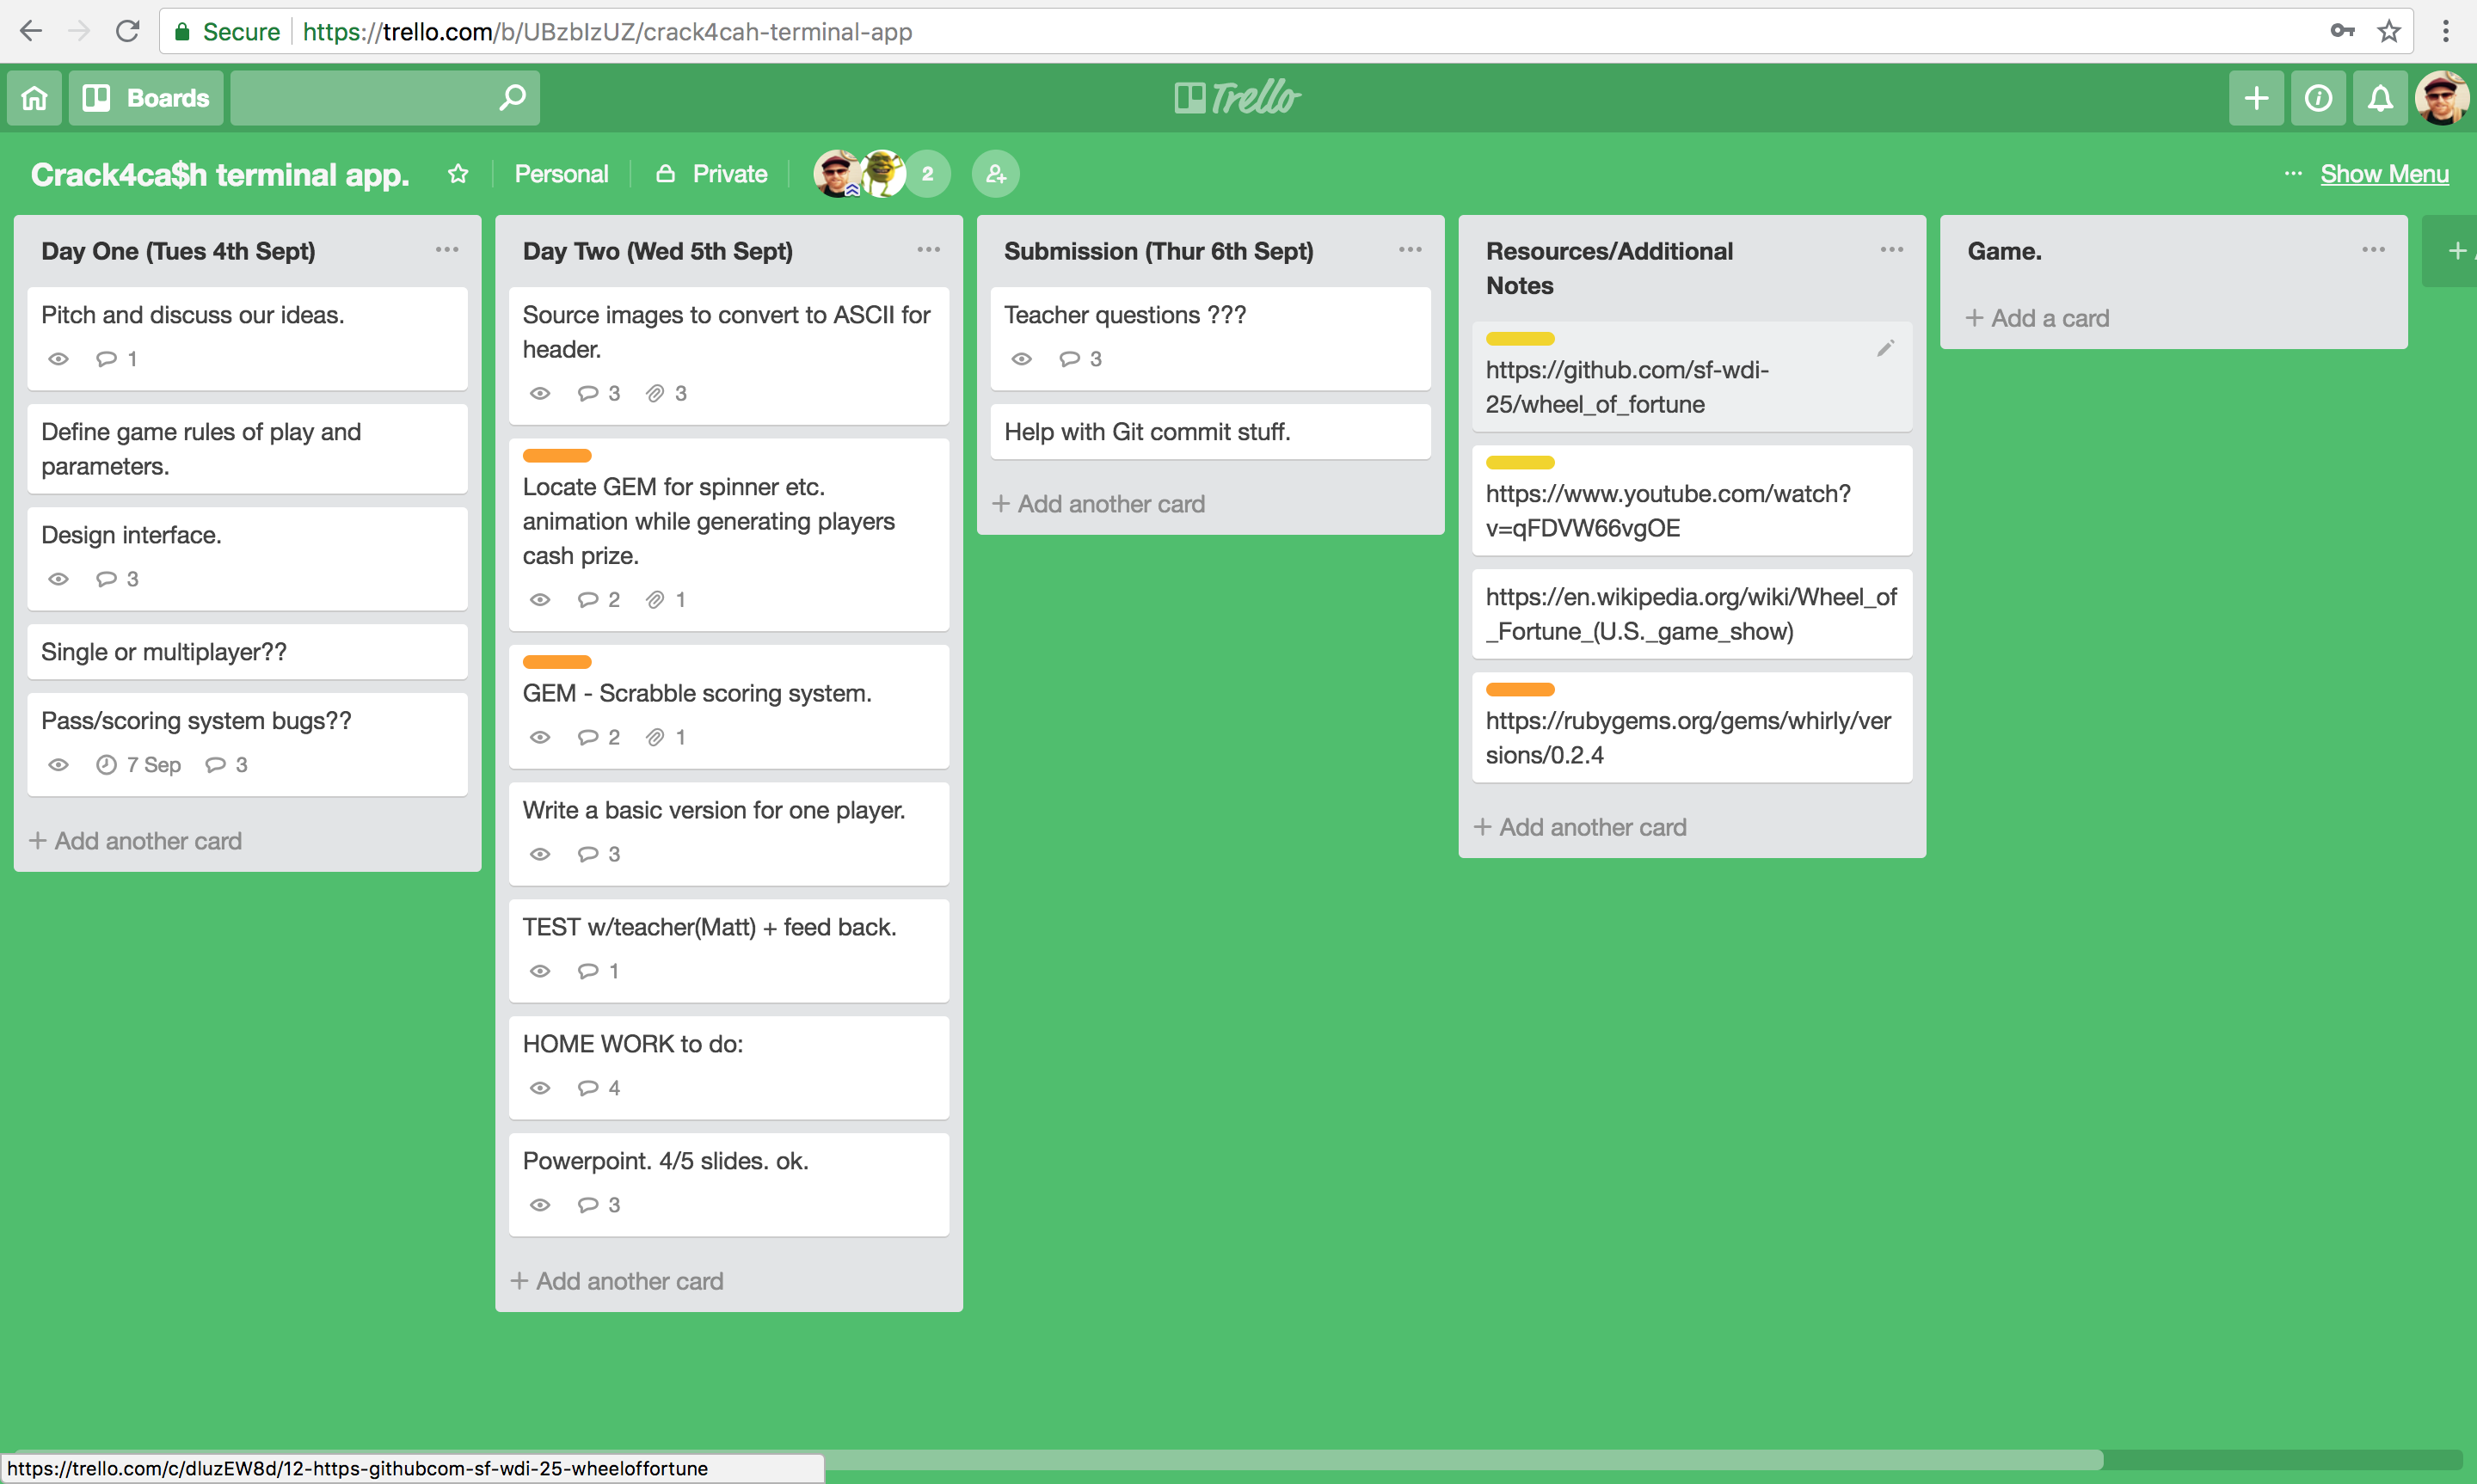 Secure https://trello.com/b/UBzbIzUZ/crack4cah-terminal-app
Boards
Trello
Crack4ca$h terminal app.
Personal
Private
2
Show Menu
Day One (Tues 4th Sept)
Pitch and discuss our ideas.
1
Define game rules of play and
parameters.
Design interface.
3
Single or multiplayer??
Pass/scoring system bugs??
7 Sep 3
+ Add another card
Day Two (Wed 5th Sept)
Source images to convert to ASCII for
header.
3 3
Locate GEM for spinner etc.
animation while generating players
cash prize.
2 1
GEM - Scrabble scoring system.
2 1
Write a basic version for one player.
3
TEST w/teacher(Matt) + feed back.
1
HOME WORK to do:
4
Powerpoint. 4/5 slides. ok.
3
+ Add another card
Submission (Thur 6th Sept)
Teacher questions ???
3
Help with Git commit stuff.
+ Add another card
Resources/Additional
Notes
https://github.com/sf-wdi-
25/wheel_of_fortune
https://www.youtube.com/watch?
v=qFDVW66vgOE
https://en.wikipedia.org/wiki/Wheel_of
_Fortune_(U.S._game_show)
https://rubygems.org/gems/whirly/ver
sions/0.2.4
+ Add another card
Game.
+ Add a card
+
https://trello.com/c/dluzEW8d/12-https-githubcom-sf-wdi-25-wheeloffortune